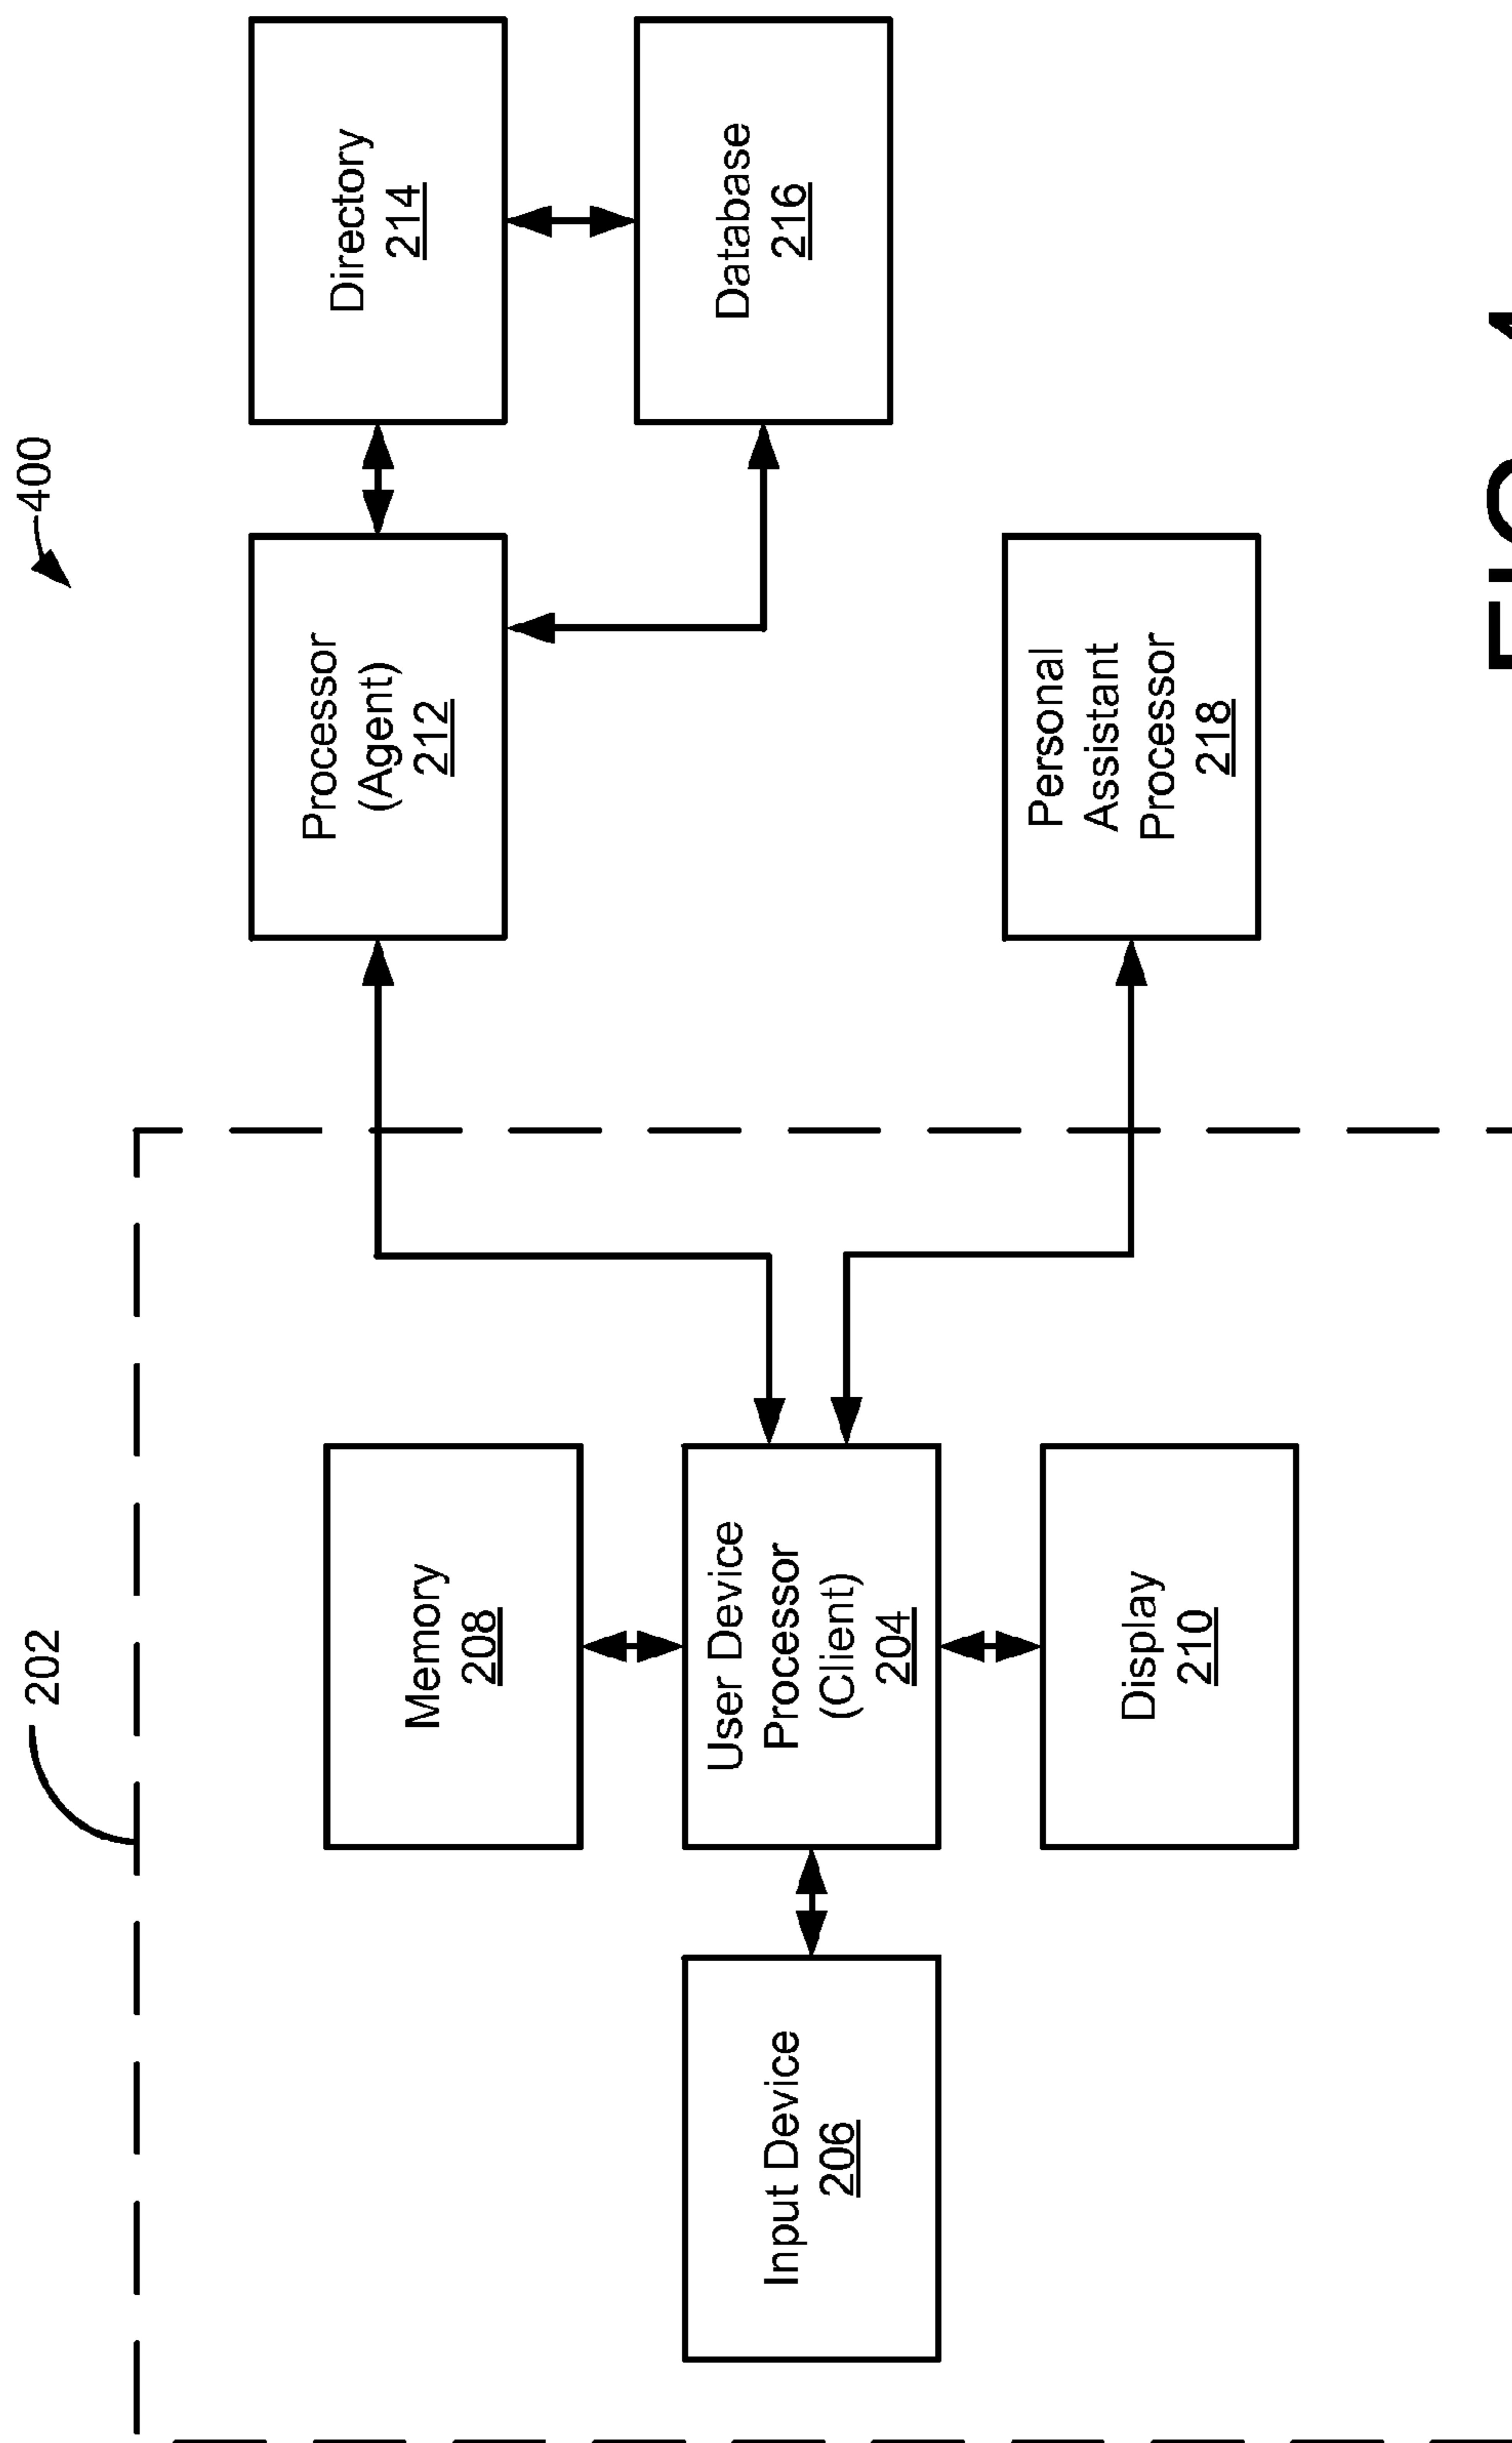 202
400
Processor
(Agent)
212
Directory
214
Memory
208
User Device
Processor
(Client)
204
Input Device
206
Database
216
Display
210
Personal
Assistant
Processor
218